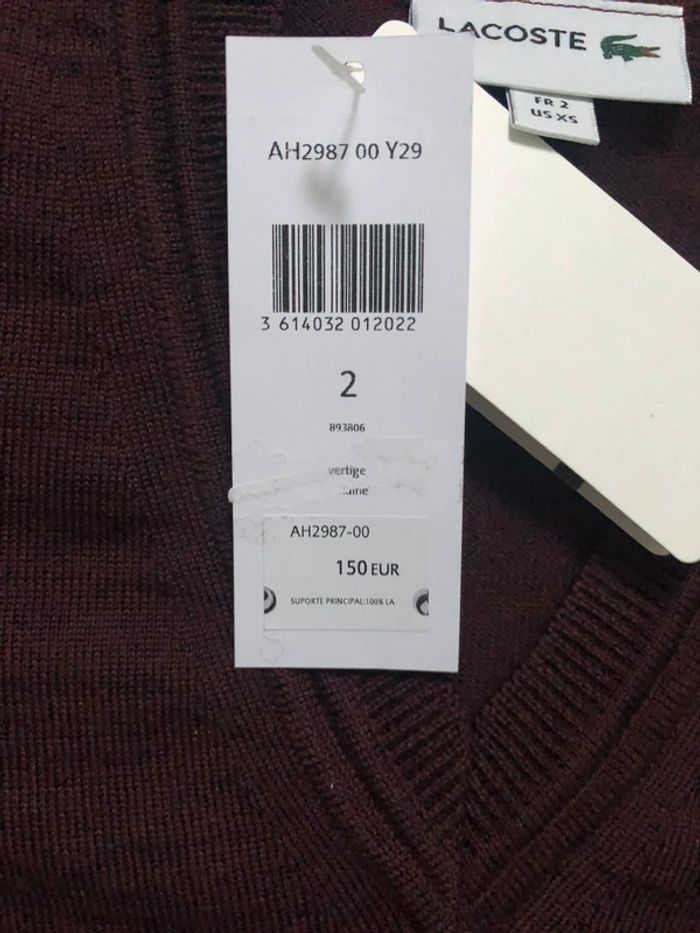 LACOSTE
FR 2
US XS
AH2987 00 Y29
3 614032 012022
2
893806
vertige
AH2987-00
150 EUR
SUPORTE PRINCIPAL:100% LA